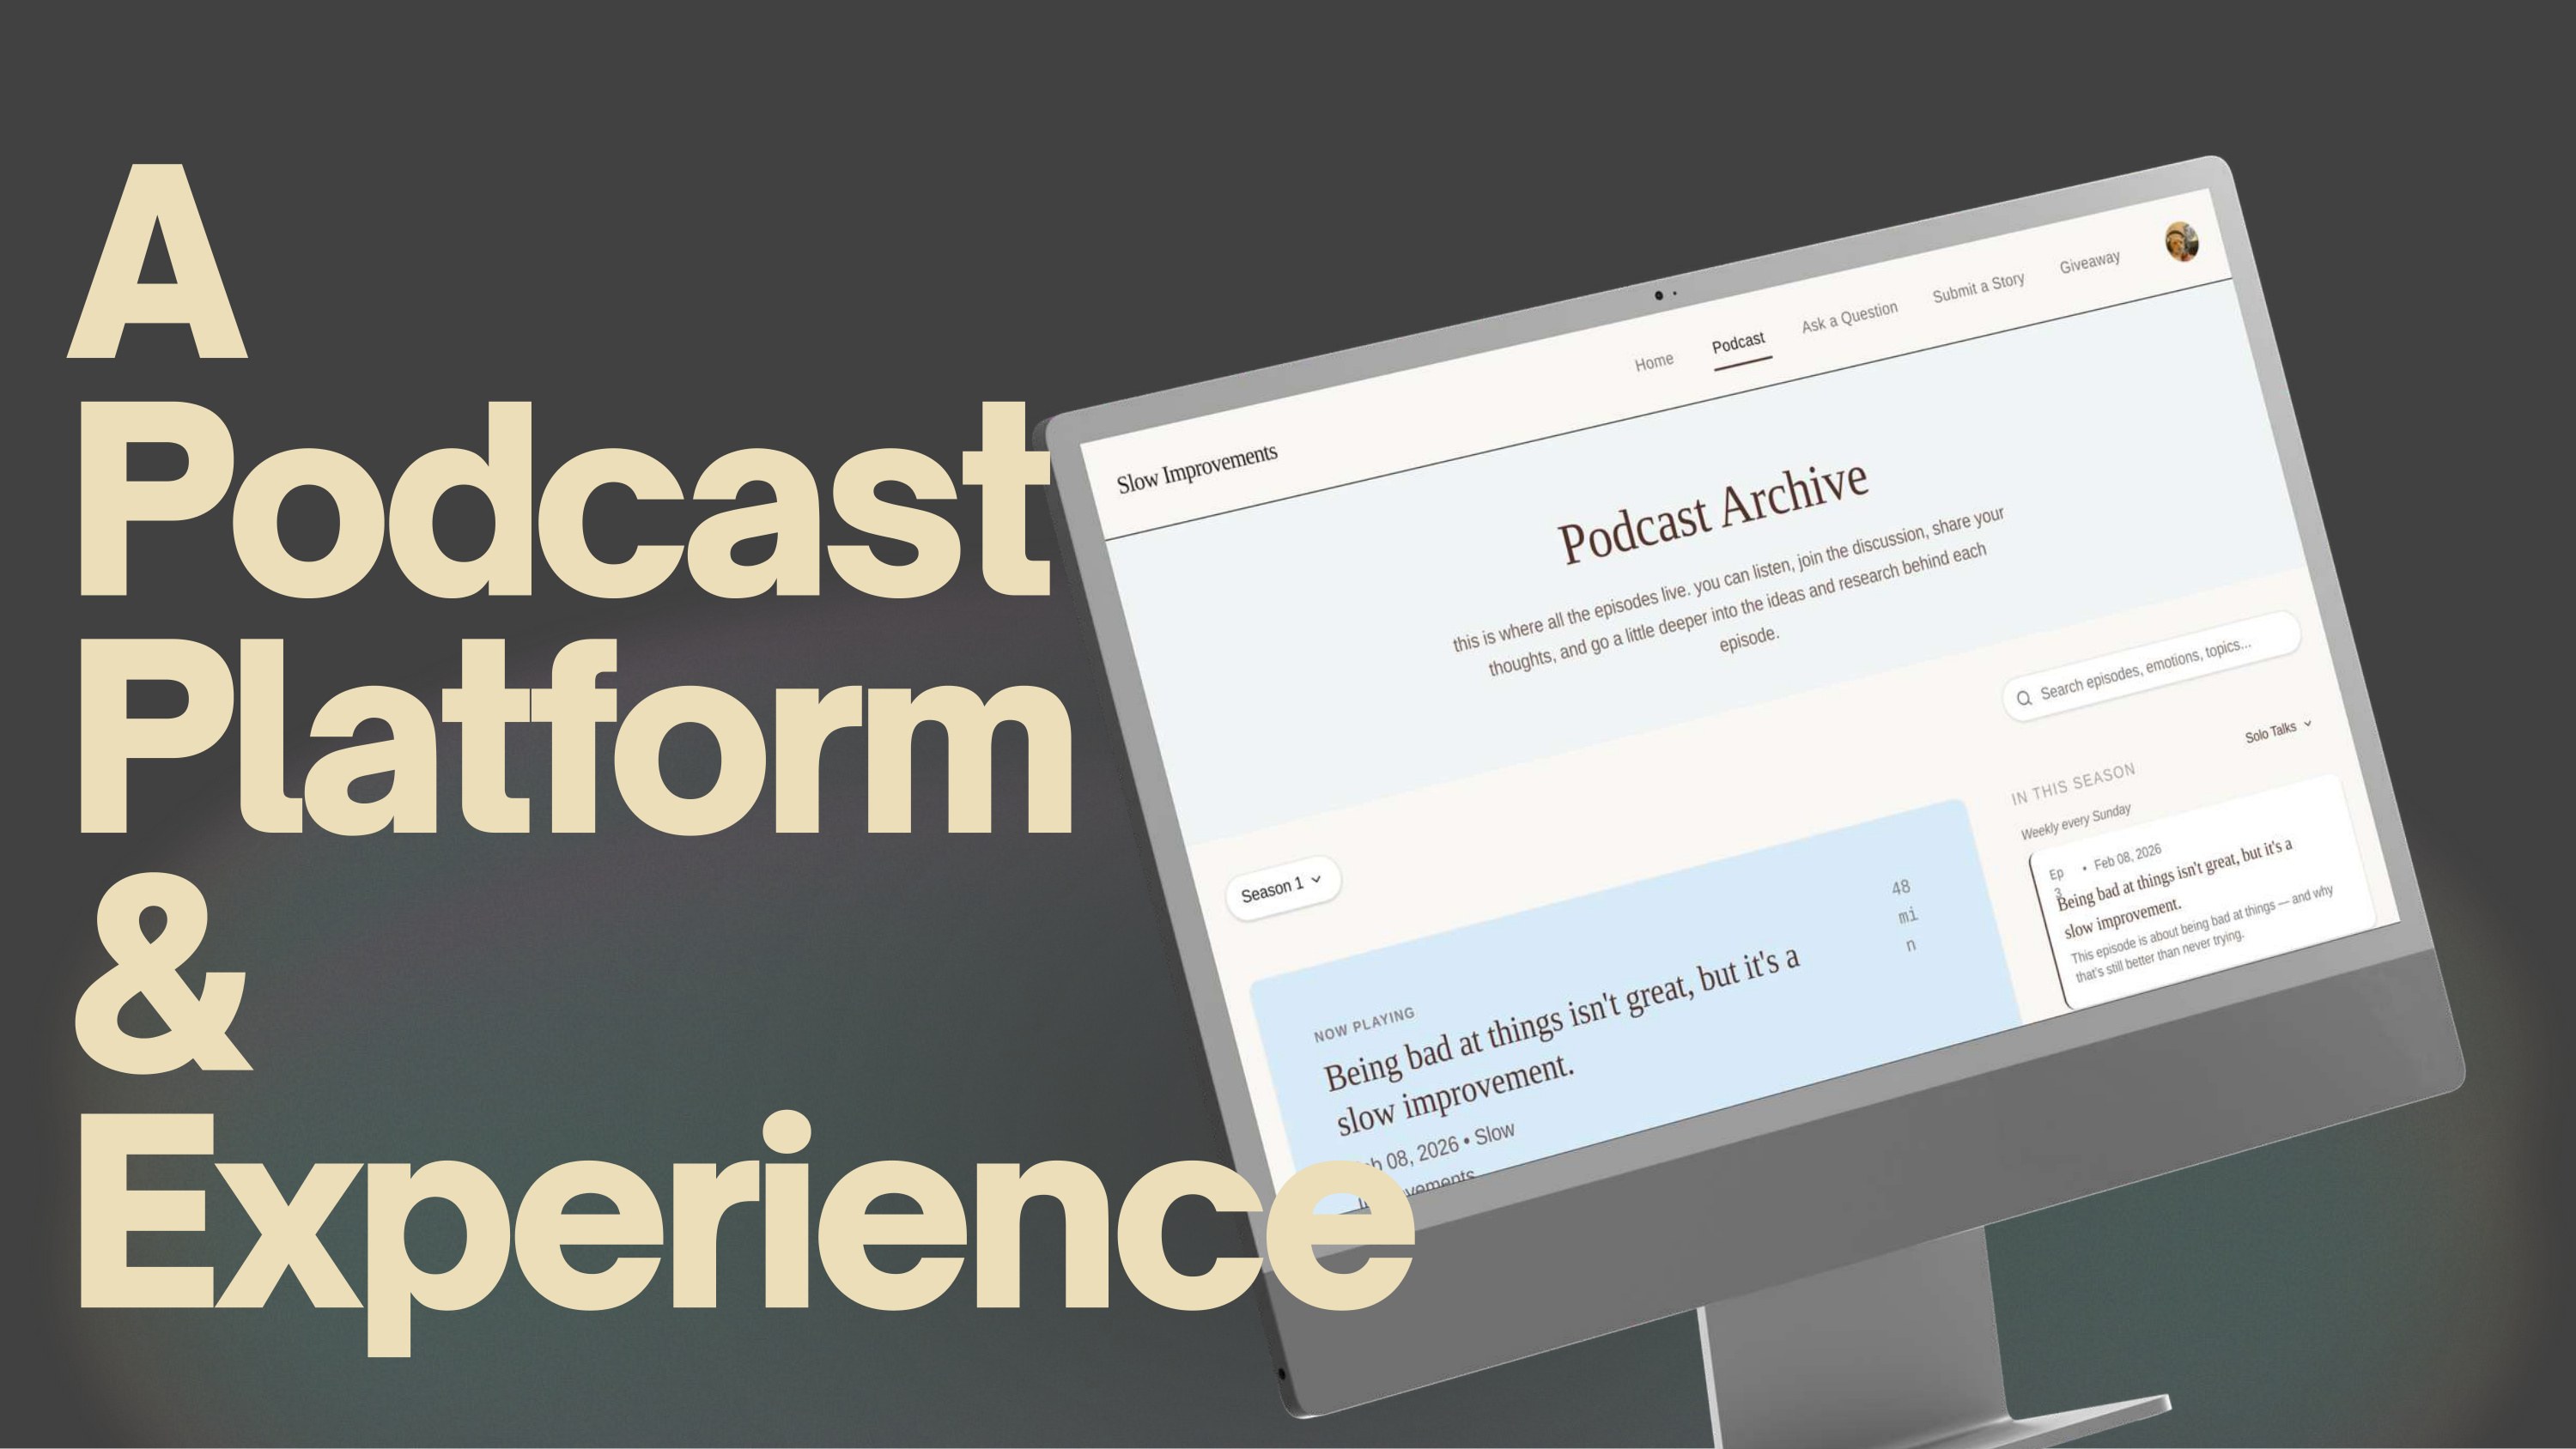 A
Podcast
Platform
&
Experience
Slow Improvements
Home
Podcast
Ask a Question
Submit a Story
Giveaway
Podcast Archive
this is where all the episodes live. you can listen, join the discussion, share your
thoughts, and go a little deeper into the ideas and research behind each
episode.
Search episodes, emotions, topics...
Season 1
Solo Talks
IN THIS SEASON
Weekly every Sunday
Ep
3
• Feb 08, 2026
Being bad at things isn't great, but it's a
slow improvement.
This episode is about being bad at things — and why
that's still better than never trying.
NOW PLAYING
Being bad at things isn't great, but it's a
slow improvement.
48
mi
n
08, 2026 • Slow